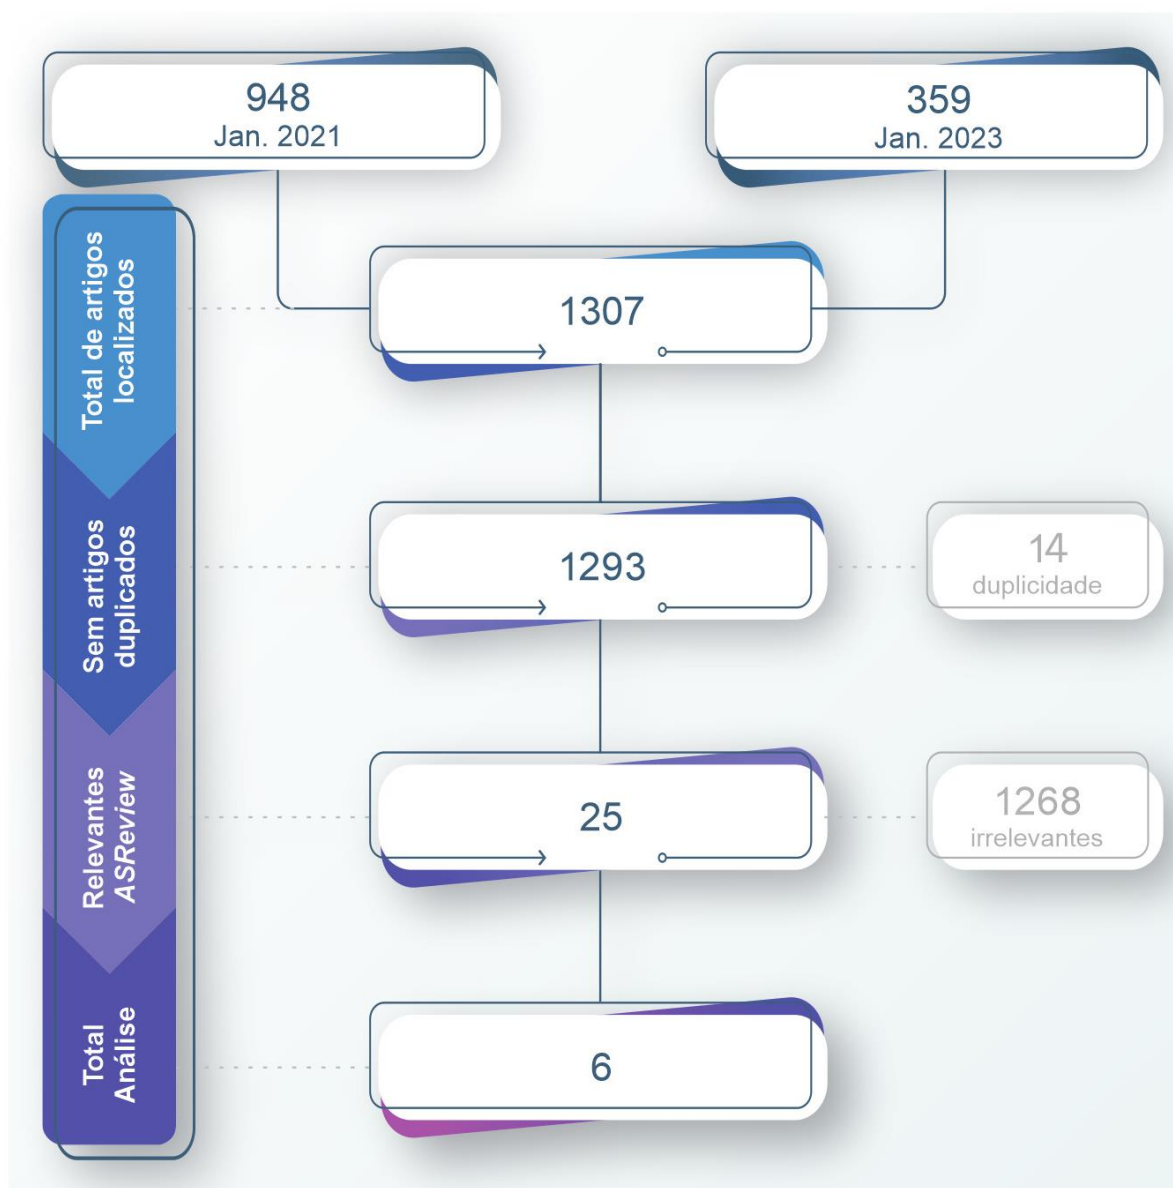 948
Jan. 2021
359
Jan. 2023
Total de artigos
localizados
1307
Sem artigos
duplicados
1293
14
duplicidade
Relevantes
ASReview
25
1268
irrelevantes
Total
Análise
6